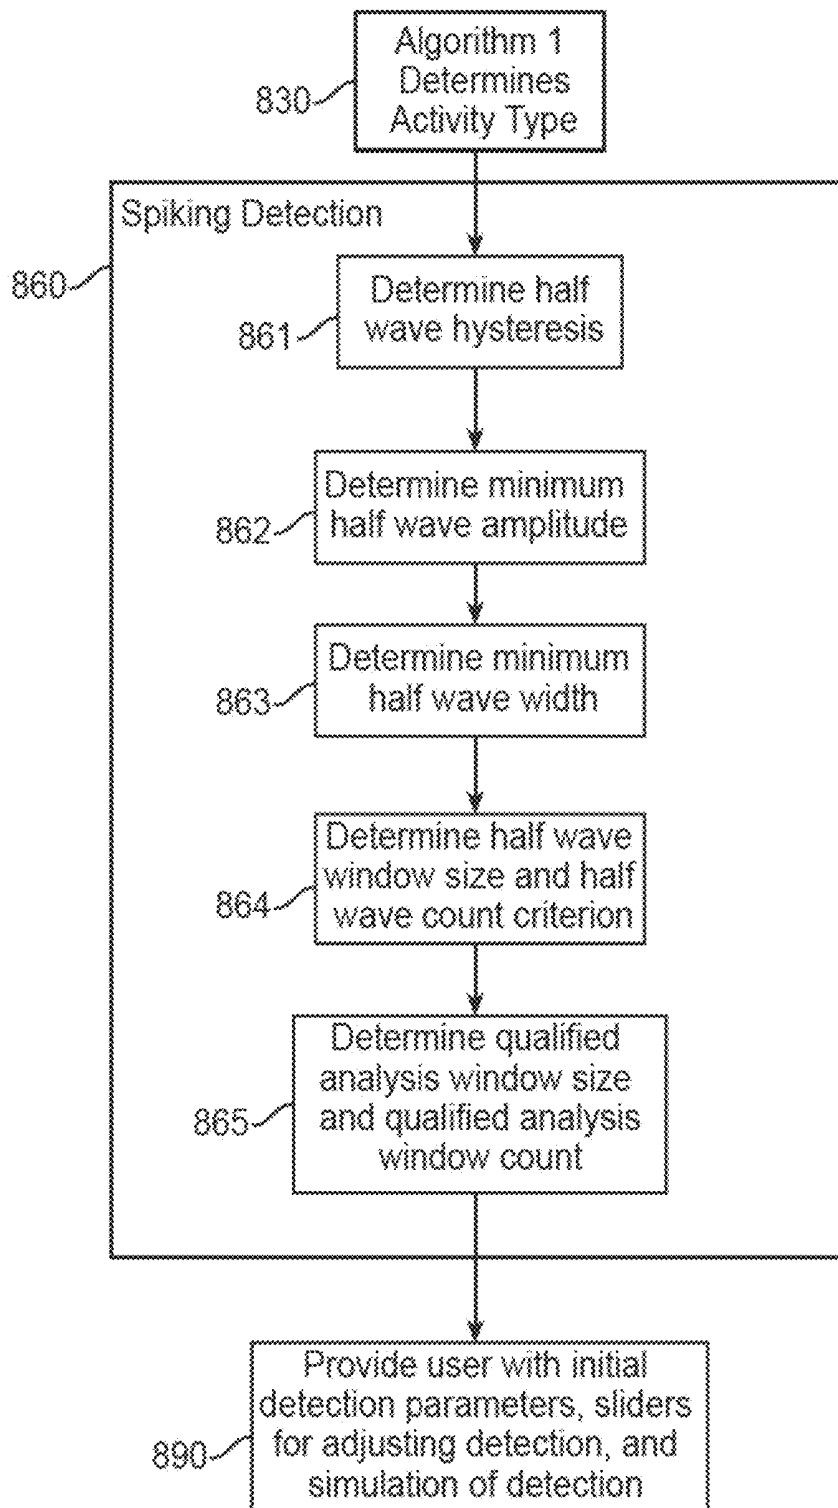 Algorithm 1
Determines
Activity Type
830
Spiking Detection
860
Determine half
wave hysteresis
861
Determine minimum
half wave amplitude
862
Determine minimum
half wave width
863
Determine half wave
window size and half
wave count criterion
864
Determine qualified
analysis window size
and qualified analysis
window count
865
Provide user with initial
detection parameters, sliders
for adjusting detection, and
simulation of detection
890